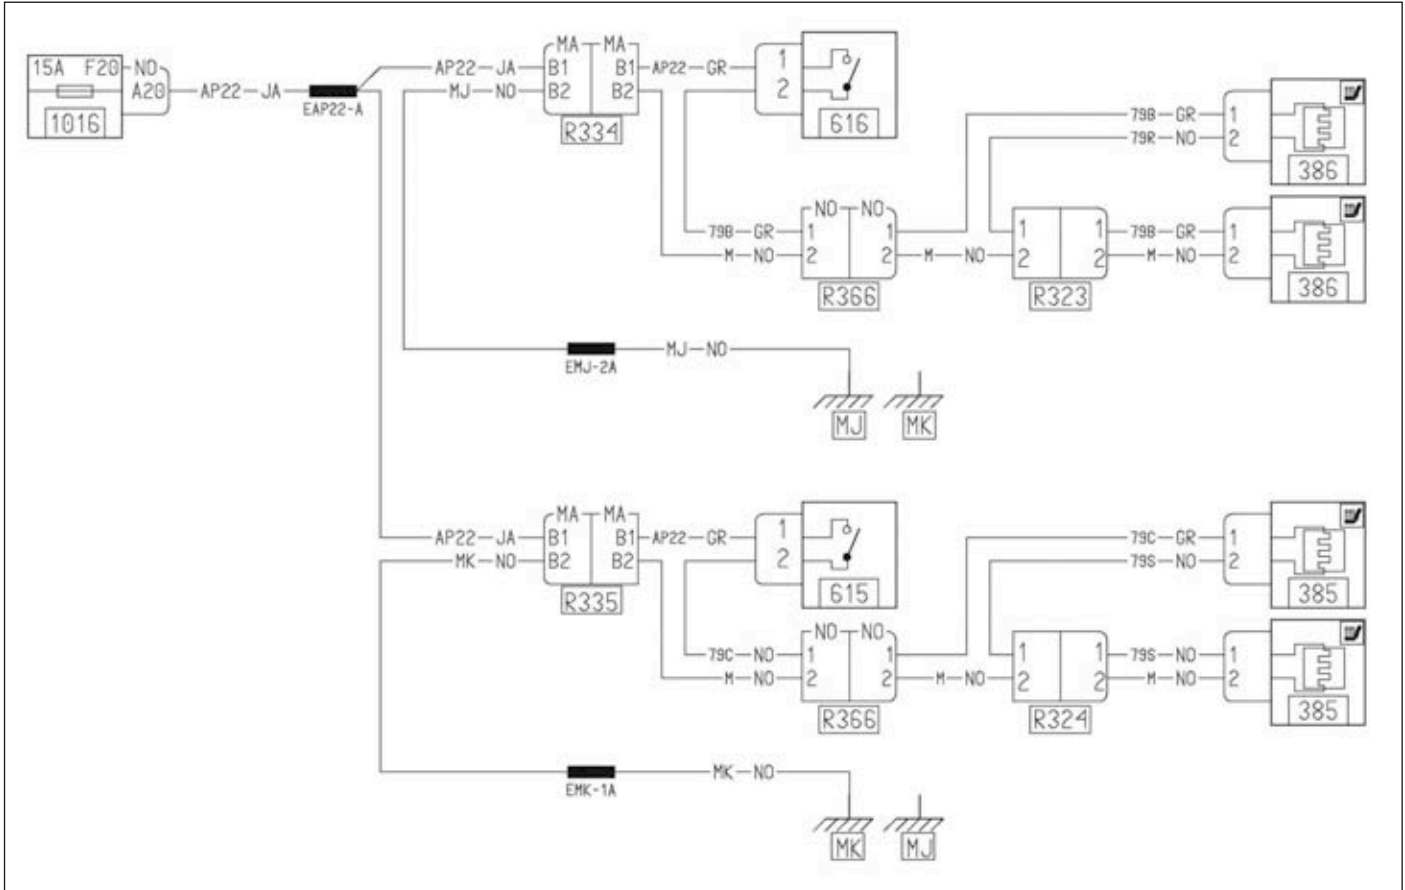 MA MA
15A F20 NO
AP22 JA B1 B1 AP22 GR 1
A20 AP22 JA
MJ NO B2 B2 2
EAP22-A
1016
R334
616
79B GR 1
79R NO 2
386
NO NO
79B GR 1 1 1 1 79B GR 1
M NO 2 2 M NO 2 2 M NO 2
R366
R323
386
MJ NO
EMJ-2A
MJ
MK
MA MA
AP22 JA B1 B1 AP22 GR 1
79C GR 1
MK NO B2 B2 2
79S NO 2
R335
615
385
NO NO
79C NO 1 1 1 1 79S NO 1
M NO 2 2 M NO 2 2 M NO 2
R366
R324
385
MK NO
EMK-1A
MK
MJ